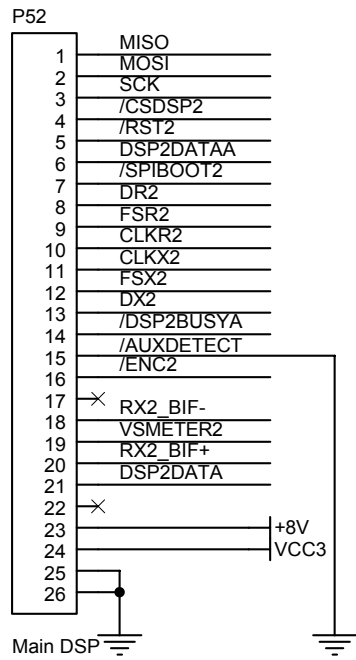 P52
1 MISO
2 MOSI
3 SCK
4 /CSDSP2
5 /RST2
6 DSP2DATAA
7 /SPIBOOT2
8 DR2
9 FSR2
10 CLKR2
11 CLKX2
12 FSX2
13 DX2
14 /DSP2BUSYA
15 /AUXDETECT
16 /ENC2
17
18 RX2_BIF-
19 VSMETER2
20 RX2_BIF+
21 DSP2DATA
22
23 +8V
24 VCC3
25
26
Main DSP